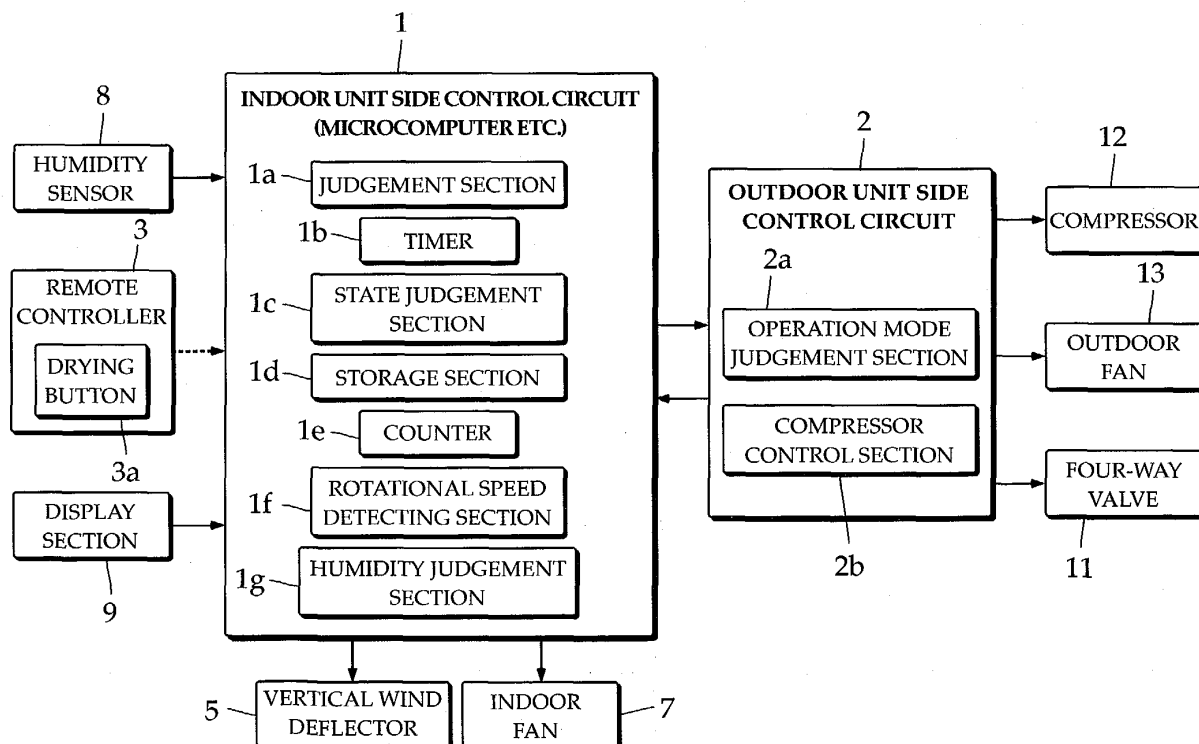 1
INDOOR UNIT SIDE CONTROL CIRCUIT
(MICROCOMPUTER ETC.)
8
HUMIDITY
SENSOR
1a
JUDGEMENT SECTION
1b
TIMER
3
REMOTE
CONTROLLER
DRYING
BUTTON
3a
1c
STATE JUDGEMENT
SECTION
1d
STORAGE SECTION
1e
COUNTER
1f
ROTATIONAL SPEED
DETECTING SECTION
DISPLAY
SECTION
9
1g
HUMIDITY JUDGEMENT
SECTION
5
VERTICAL WIND
DEFLECTOR
INDOOR
FAN
7
2
OUTDOOR UNIT SIDE
CONTROL CIRCUIT
2a
OPERATION MODE
JUDGEMENT SECTION
COMPRESSOR
CONTROL SECTION
2b
12
COMPRESSOR
13
OUTDOOR
FAN
FOUR-WAY
VALVE
11